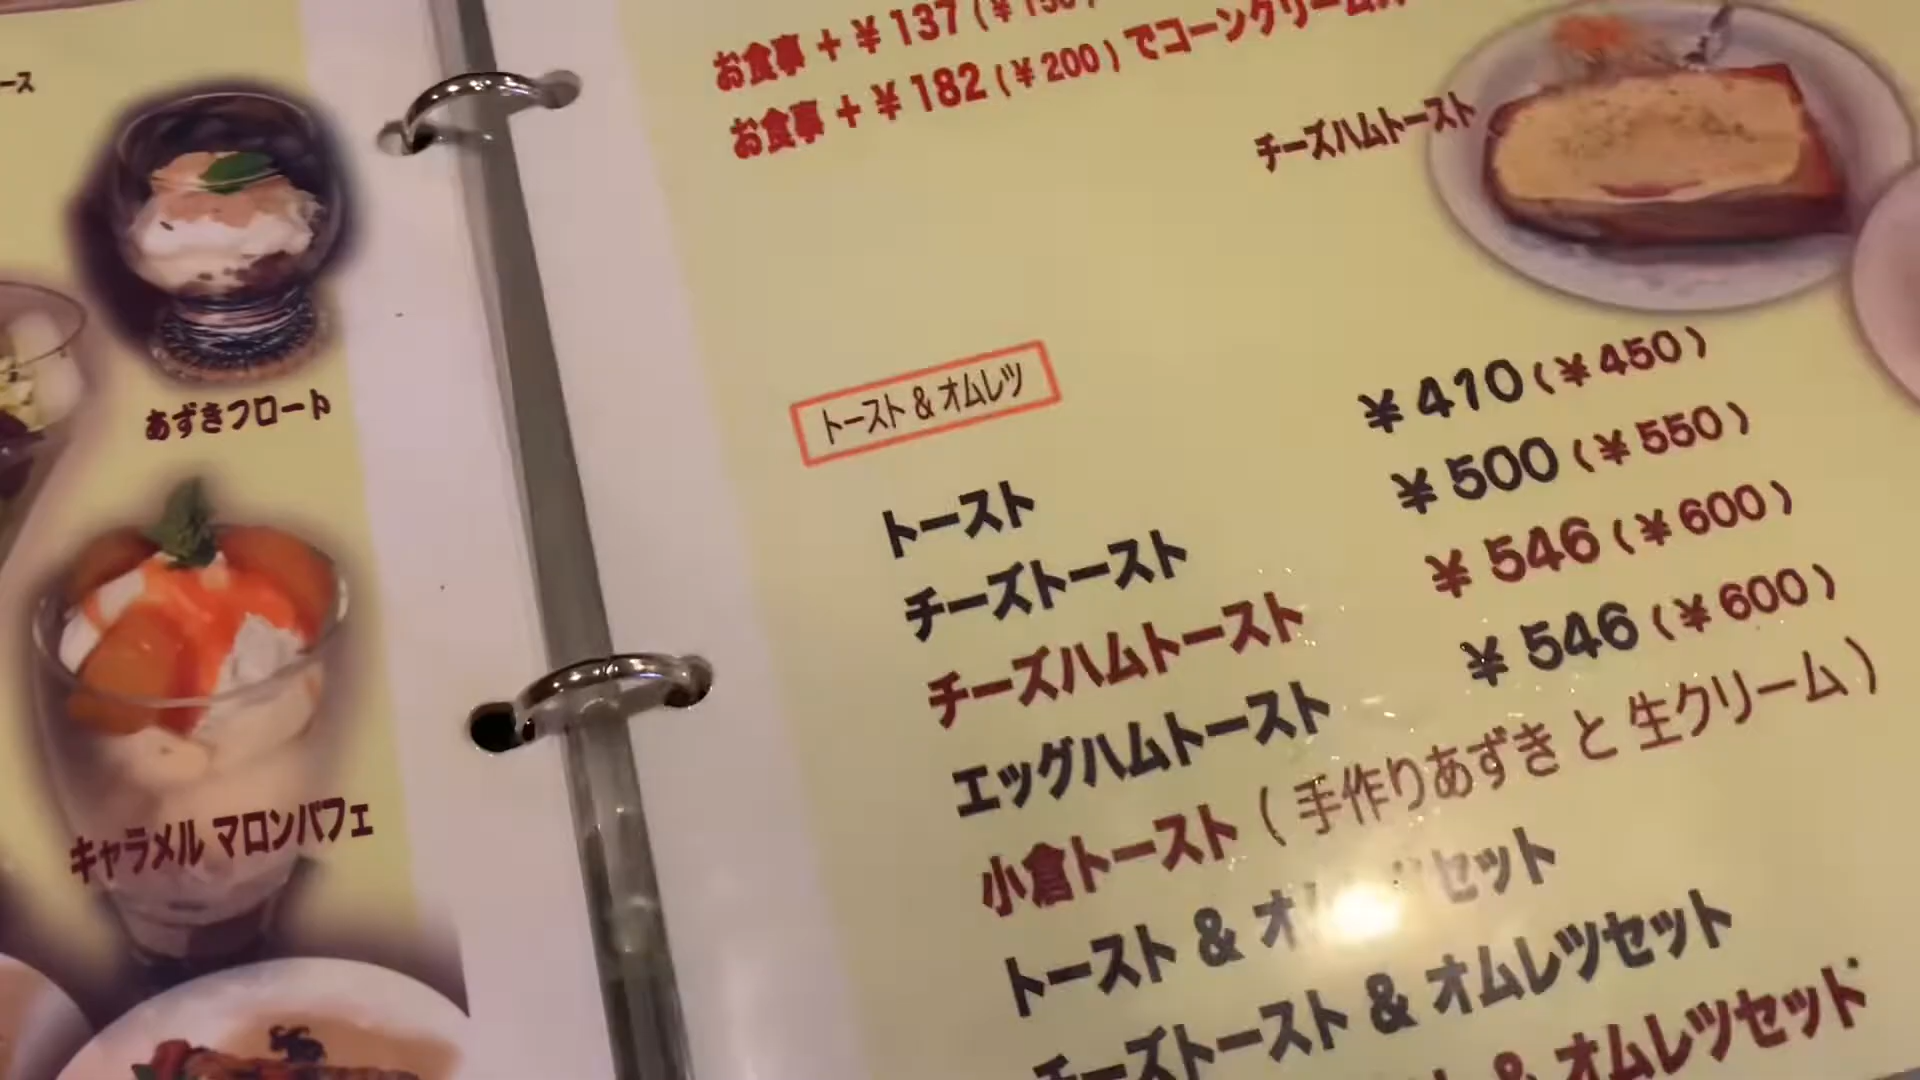 ース
あずきフロート
キャラメル マロンパフェ
お食事 + ¥ 137 (¥ 150
お食事 + ¥ 182 (¥ 200) でコーンクリーム
チーズハムトースト
トースト & オムレツ
トースト ¥ 410 (¥ 450)
チーズトースト ¥ 500 (¥ 550)
チーズハムトースト ¥ 546 (¥ 600)
エッグハムトースト ¥ 546 (¥ 600)
小倉トースト ( 手作りあずき と 生クリーム )
トースト & オ ツセット
チーズトースト & オムレツセット
ト & オムレツセット